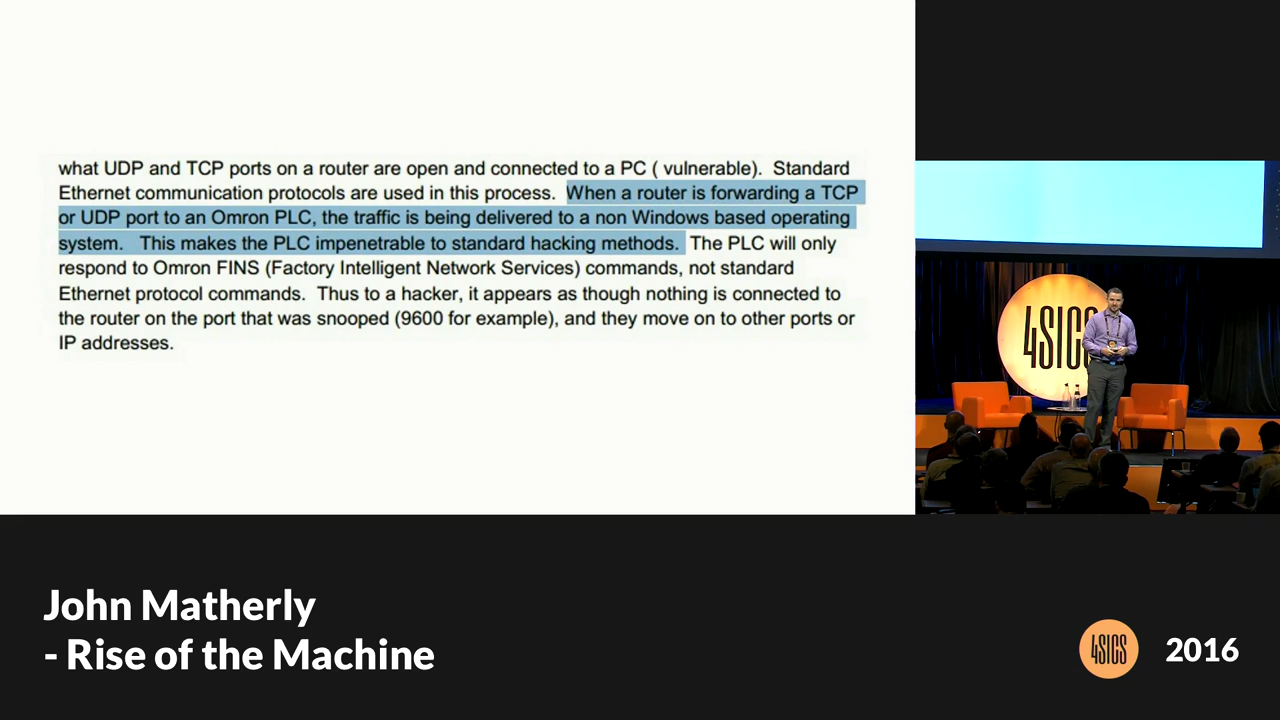 what UDP and TCP ports on a router are open and connected to a PC ( vulnerable).  Standard
Ethernet communication protocols are used in this process.  When a router is forwarding a TCP
or UDP port to an Omron PLC, the traffic is being delivered to a non Windows based operating
system.   This makes the PLC impenetrable to standard hacking methods.  The PLC will only
respond to Omron FINS (Factory Intelligent Network Services) commands, not standard
Ethernet protocol commands.  Thus to a hacker, it appears as though nothing is connected to
the router on the port that was snooped (9600 for example), and they move on to other ports or
IP addresses.
4SICS
John Matherly
- Rise of the Machine
4SICS
2016